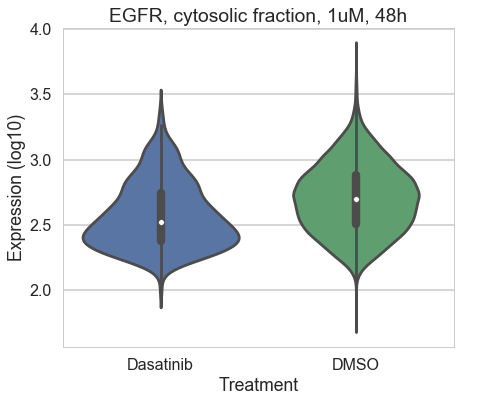 EGFR, cytosolic fraction, 1uM, 48h
4.0
3.5
3.0
2.5
2.0
Expression (log10)
Dasatinib
DMSO
Treatment